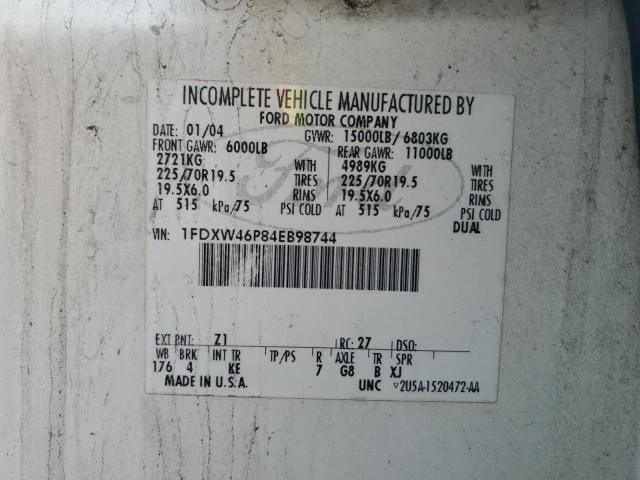 INCOMPLETE VEHICLE MANUFACTURED BY
FORD MOTOR COMPANY
DATE: 01/04 GVWR: 15000LB/ 6803KG
FRONT GAWR: 6000LB REAR GAWR: 11000LB
2721KG WITH 4989KG WITH
225/70R19.5 TIRES 225/70R19.5 TIRES
19.5X6.0 RIMS 19.5X6.0 RIMS
AT 515 kPa/75 PSI COLD AT 515 kPa/75 PSI COLD
DUAL
VIN: 1FDXW46P84EB98744
Ford
EXT PNT: Z1 RC: 27 DSO:
WB BRK INT TR TP/PS R AXLE TR SPR
176 4 KE 7 G8 B XJ
MADE IN U.S.A. UNC ▽2U5A-1520472-AA